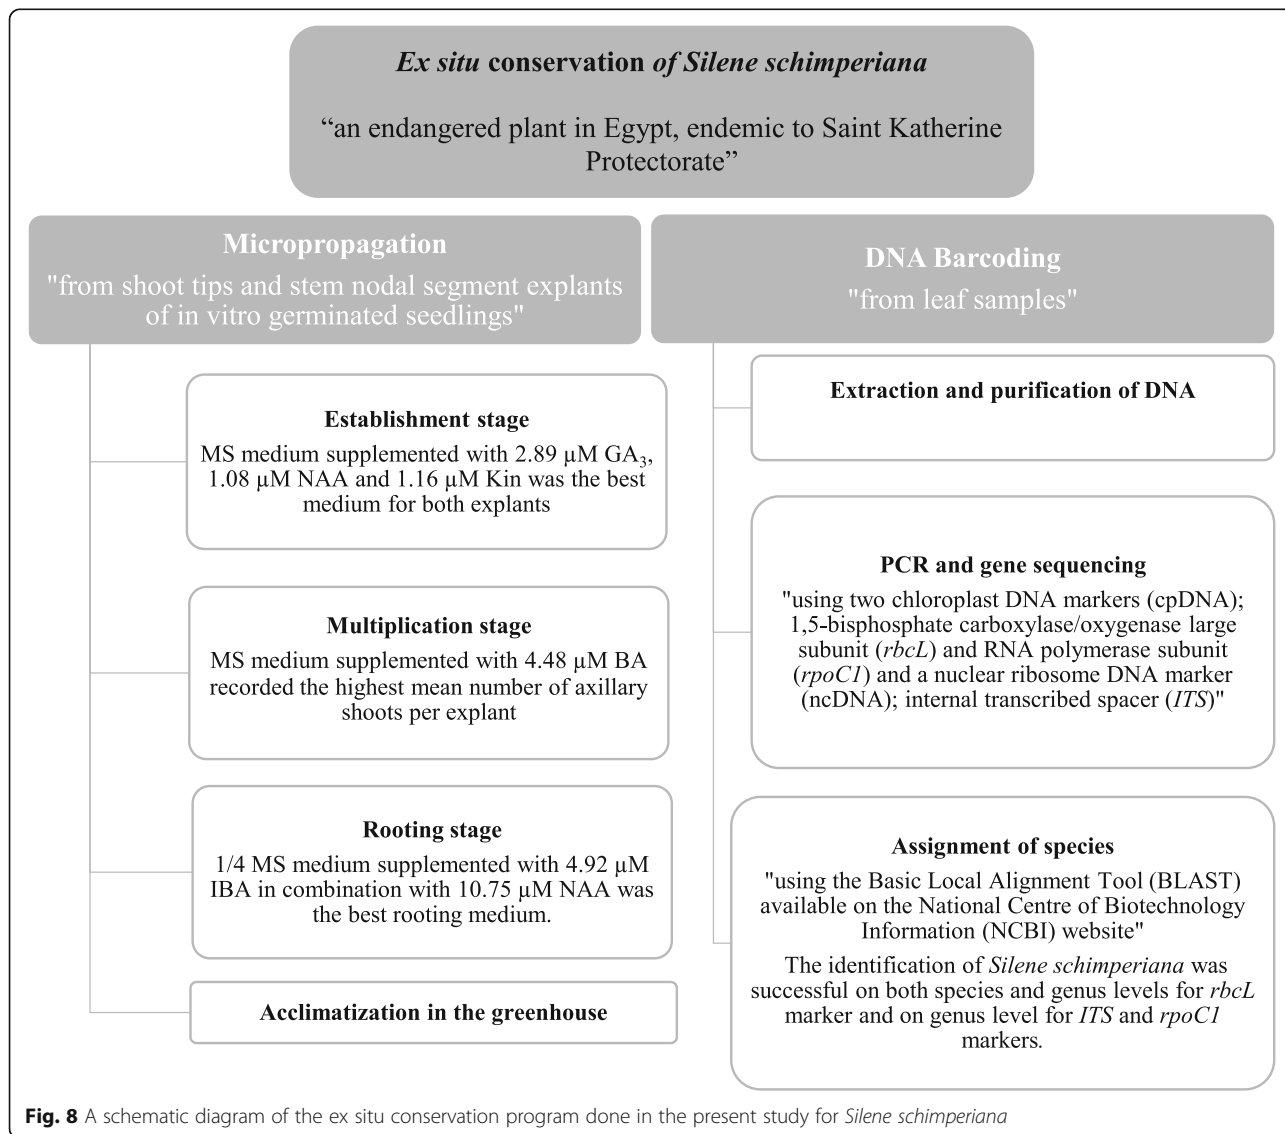 Ex situ conservation of Silene schimperiana
“an endangered plant in Egypt, endemic to Saint Katherine
Protectorate”
Micropropagation
"from shoot tips and stem nodal segment explants
of in vitro germinated seedlings"
Establishment stage
MS medium supplemented with 2.89 µM GA₃,
1.08 µM NAA and 1.16 µM Kin was the best
medium for both explants
Multiplication stage
MS medium supplemented with 4.48 µM BA
recorded the highest mean number of axillary
shoots per explant
Rooting stage
1/4 MS medium supplemented with 4.92 µM
IBA in combination with 10.75 µM NAA was
the best rooting medium.
Acclimatization in the greenhouse
DNA Barcoding
"from leaf samples"
Extraction and purification of DNA
PCR and gene sequencing
"using two chloroplast DNA markers (cpDNA);
1,5-bisphosphate carboxylase/oxygenase large
subunit (rbcL) and RNA polymerase subunit
(rpoC1) and a nuclear ribosome DNA marker
(ncDNA); internal transcribed spacer (ITS)"
Assignment of species
"using the Basic Local Alignment Tool (BLAST)
available on the National Centre of Biotechnology
Information (NCBI) website"
The identification of Silene schimperiana was
successful on both species and genus levels for rbcL
marker and on genus level for ITS and rpoC1
markers.
Fig. 8 A schematic diagram of the ex situ conservation program done in the present study for Silene schimperiana